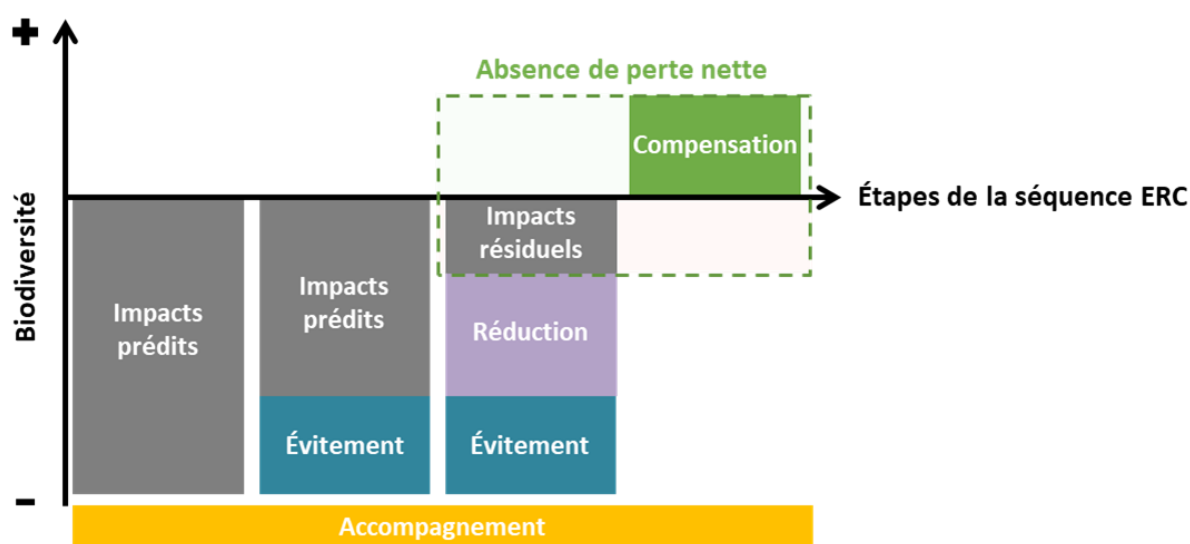 +
Absence de perte nette
Compensation
Biodiversité
Étapes de la séquence ERC
Impacts
prédits
Impacts
prédits
Évitement
Impacts
résiduels
Réduction
Évitement
-
Accompagnement